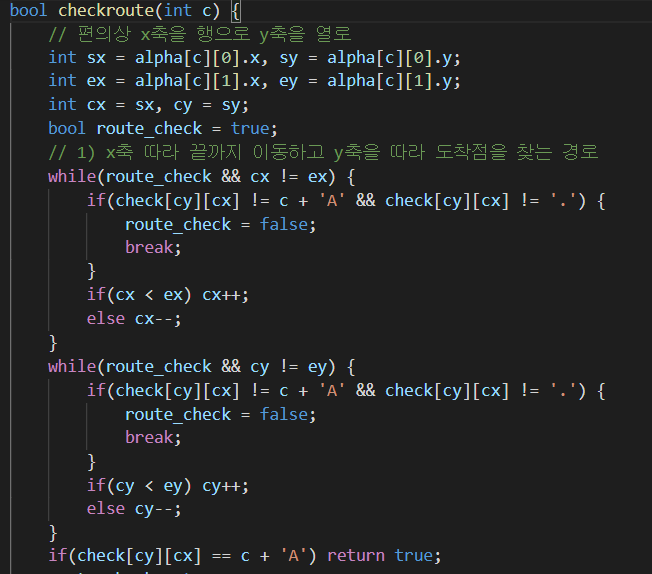 bool checkroute(int c) {
// 편의상 x축을 행으로 y축을 열로
int sx = alpha[c][0].x, sy = alpha[c][0].y;
int ex = alpha[c][1].x, ey = alpha[c][1].y;
int cx = sx, cy = sy;
bool route_check = true;
// 1) x축 따라 끝까지 이동하고 y축을 따라 도착점을 찾는 경로
while(route_check && cx != ex) {
if(check[cy][cx] != c + 'A' && check[cy][cx] != '.') {
route_check = false;
break;
}
if(cx < ex) cx++;
else cx--;
}
while(route_check && cy != ey) {
if(check[cy][cx] != c + 'A' && check[cy][cx] != '.') {
route_check = false;
break;
}
if(cy < ey) cy++;
else cy--;
}
if(check[cy][cx] == c + 'A') return true;